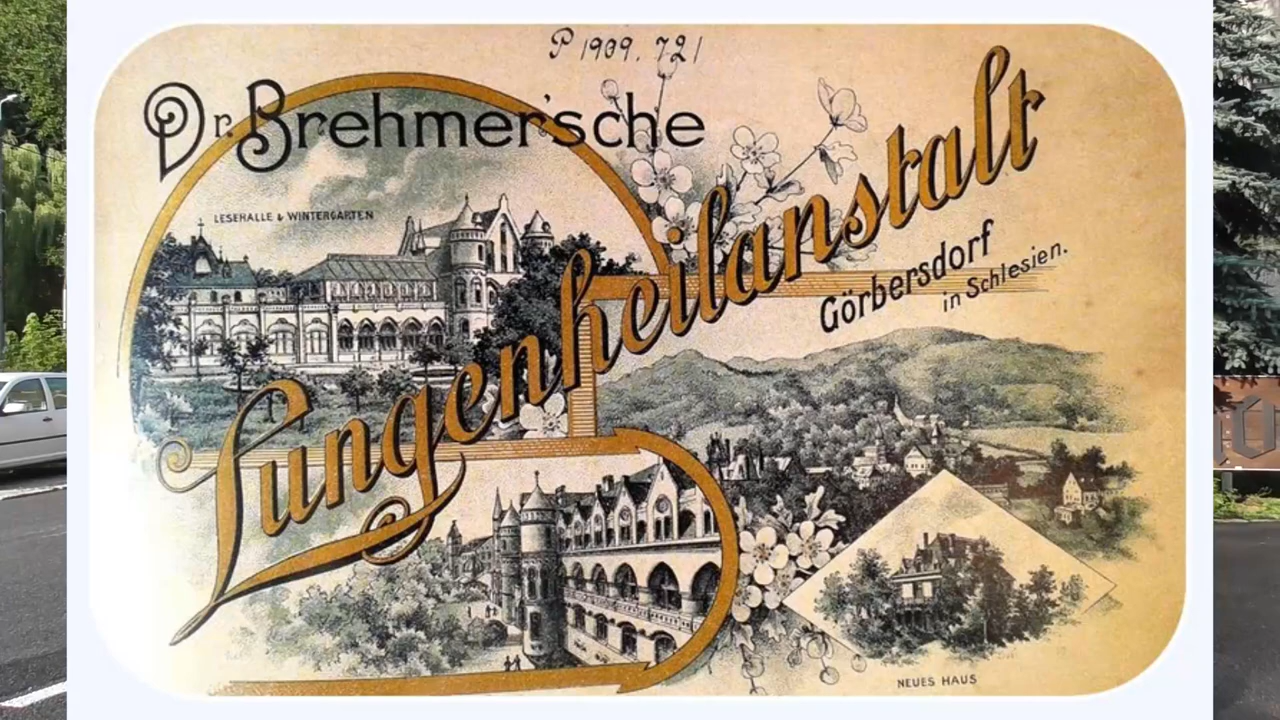 P 1909. 721
Dr. Brehmer'sche
LESEHALLE & WINTERGARTEN
Lungenheilanstalt
Görbersdorf
in Schlesien.
NEUES HAUS